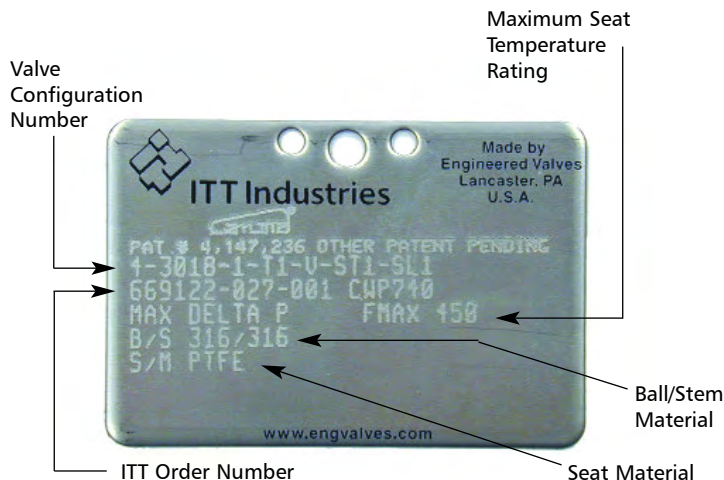 Maximum Seat
Temperature
Rating
Valve
Configuration
Number
Made by
Engineered Valves
Lancaster, PA
U.S.A.
ITT Industries
PAT # 4,147,236 OTHER PATENT PENDING
4-3018-1-T1-V-ST1-SL1
669122-027-001 CWP740
MAX DELTA P FMAX 450
B/S 316/316
S/M PTFE
Ball/Stem
Material
www.engvalves.com
ITT Order Number
Seat Material